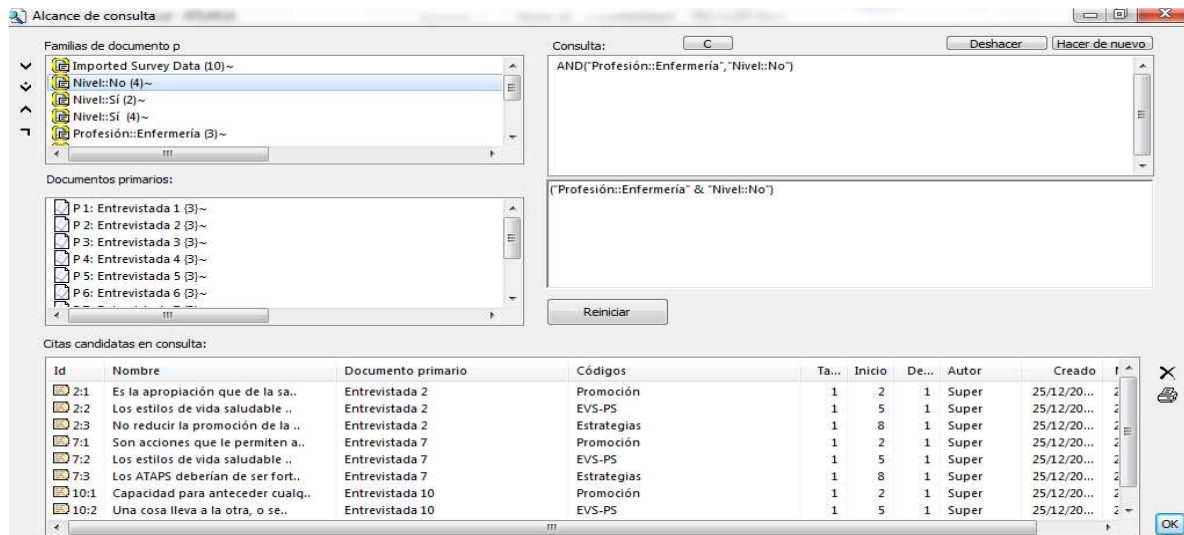 Alcance de consulta
Familias de documento p
Imported Survey Data (10)~
Nivel::No (4)~
Nivel::Sí (2)~
Nivel::Sí  (4)~
Profesión::Enfermería (3)~
Documentos primarios:
P 1: Entrevistada 1 {3}~
P 2: Entrevistada 2 {3}~
P 3: Entrevistada 3 {3}~
P 4: Entrevistada 4 {3}~
P 5: Entrevistada 5 {3}~
P 6: Entrevistada 6 {3}~
Consulta: C Deshacer Hacer de nuevo
AND("Profesión::Enfermería","Nivel::No")
("Profesión::Enfermería" & "Nivel::No")
Reiniciar
Citas candidatas en consulta:
Id Nombre Documento primario Códigos Ta... Inicio De... Autor Creado
2:1 Es la apropiación que de la sa.. Entrevistada 2 Promoción 1 2 1 Super 25/12/20...
2:2 Los estilos de vida saludable .. Entrevistada 2 EVS-PS 1 5 1 Super 25/12/20...
2:3 No reducir la promoción de la .. Entrevistada 2 Estrategias 1 8 1 Super 25/12/20...
7:1 Son acciones que le permiten a.. Entrevistada 7 Promoción 1 2 1 Super 25/12/20...
7:2 Los estilos de vida saludable .. Entrevistada 7 EVS-PS 1 5 1 Super 25/12/20...
7:3 Los ATAPS deberían de ser fort.. Entrevistada 7 Estrategias 1 8 1 Super 25/12/20...
10:1 Capacidad para anteceder cualq.. Entrevistada 10 Promoción 1 2 1 Super 25/12/20...
10:2 Una cosa lleva a la otra, o se.. Entrevistada 10 EVS-PS 1 5 1 Super 25/12/20...
OK